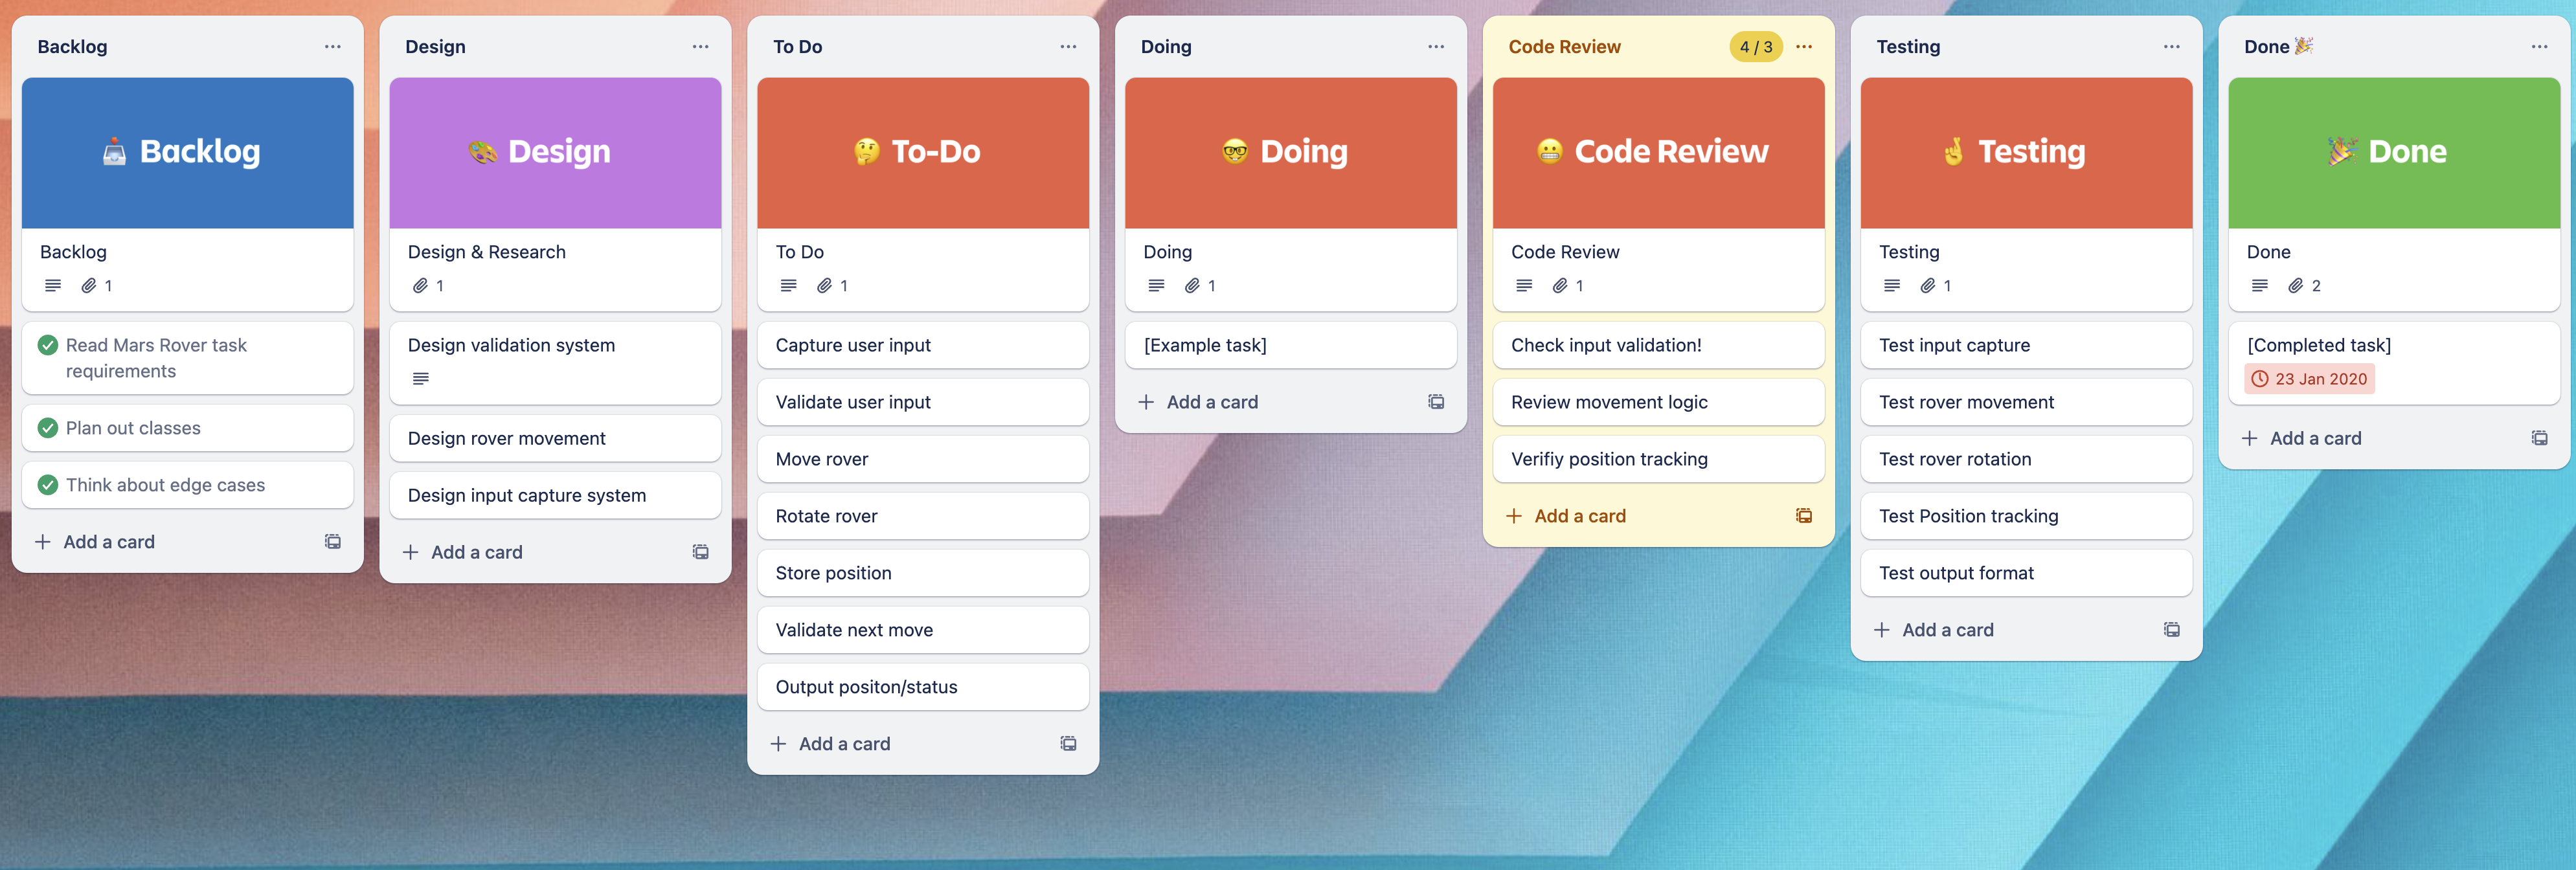 Backlog
Backlog
Backlog
1
Read Mars Rover task
requirements
Plan out classes
Think about edge cases
Add a card
Design
Design
Design & Research
1
Design validation system
Design rover movement
Design input capture system
Add a card
To Do
To-Do
To Do
1
Capture user input
Validate user input
Move rover
Rotate rover
Store position
Validate next move
Output positon/status
Add a card
Doing
Doing
Doing
1
[Example task]
Add a card
Code Review
4 / 3
Code Review
Code Review
1
Check input validation!
Review movement logic
Verifiy position tracking
Add a card
Testing
Testing
Testing
1
Test input capture
Test rover movement
Test rover rotation
Test Position tracking
Test output format
Add a card
Done 🎉
Done
Done
2
[Completed task]
23 Jan 2020
Add a card